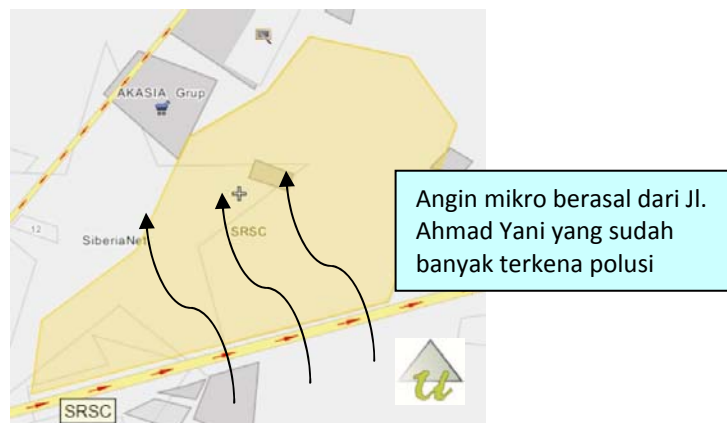 AKASIA Grup
12
SiberiaNet
SRSC
Angin mikro berasal dari Jl.
Ahmad Yani yang sudah
banyak terkena polusi
SRSC
u